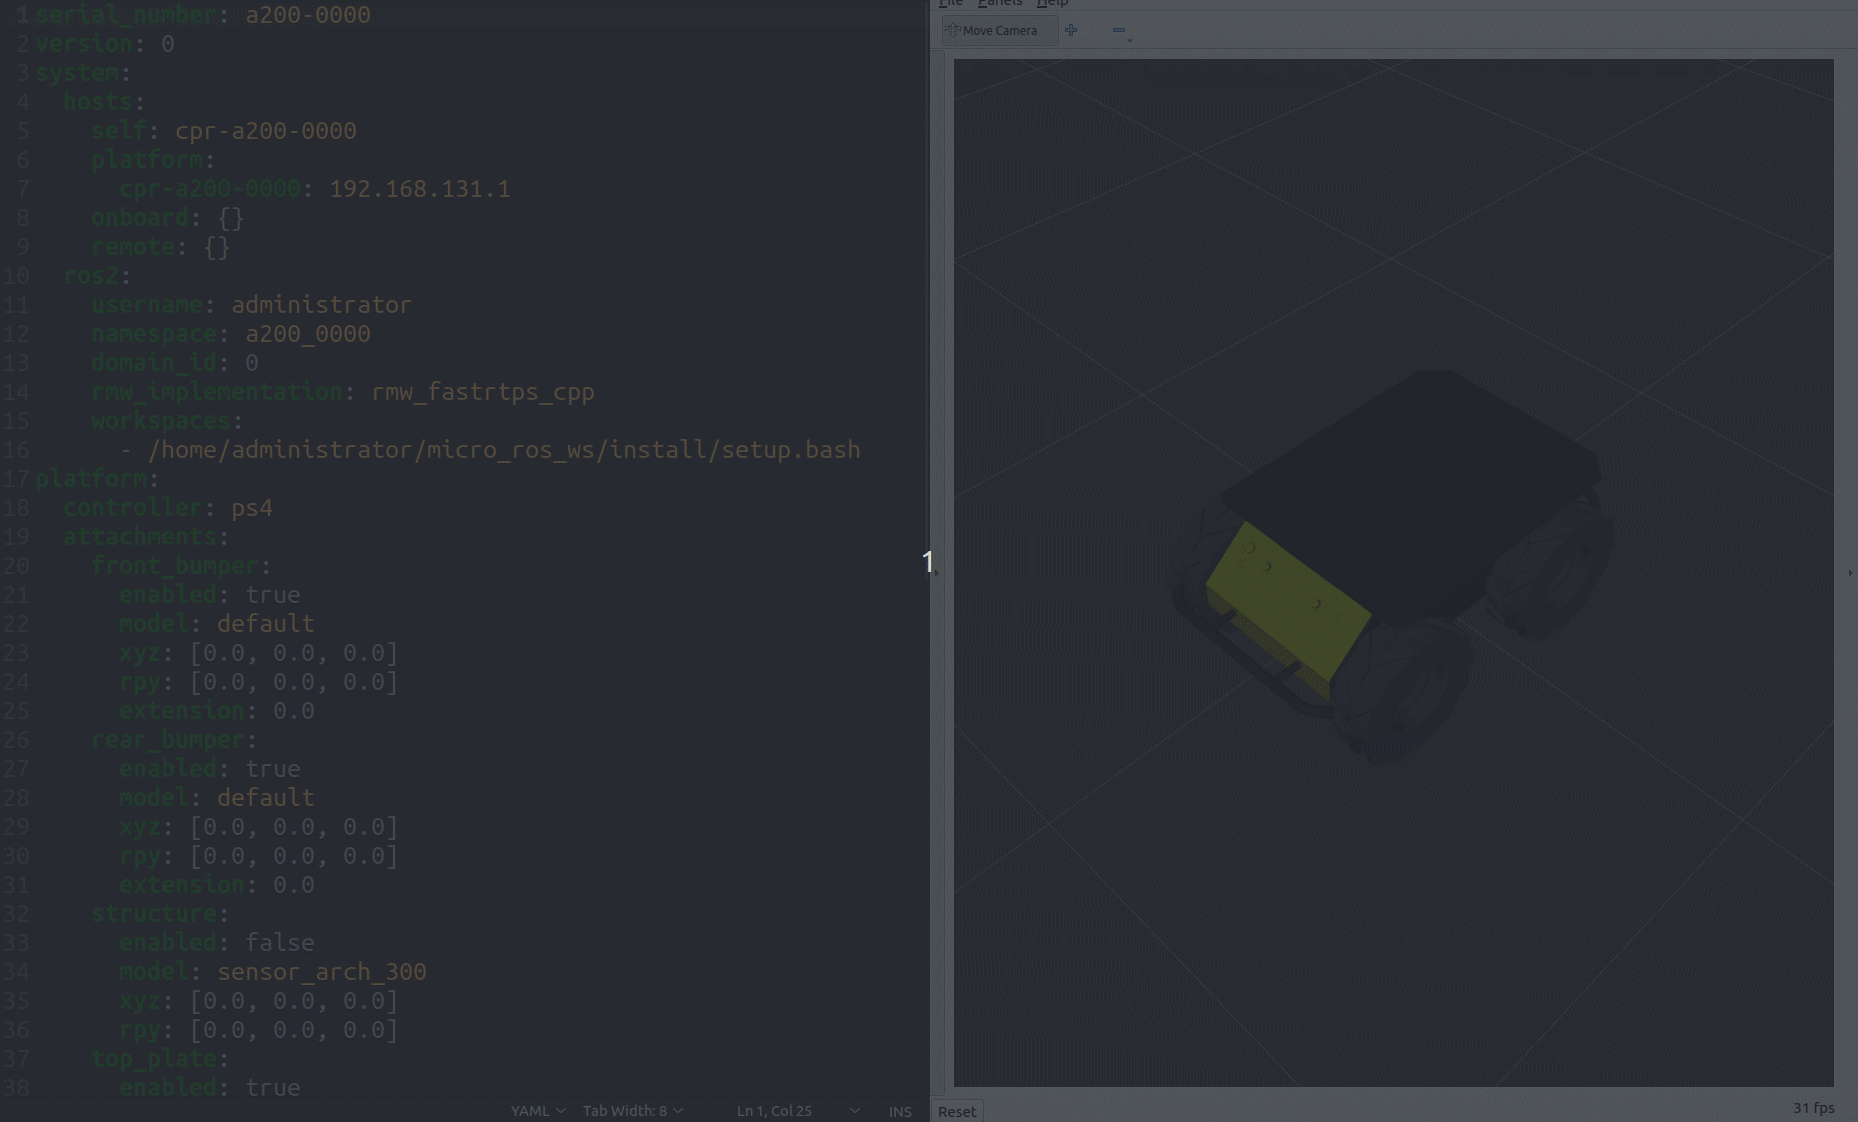 1 serial_number: a200-0000
2 version: 0
3 system:
4 hosts:
5 self: cpr-a200-0000
6 platform:
7 cpr-a200-0000: 192.168.131.1
8 onboard: {}
9 remote: {}
10 ros2:
11 username: administrator
12 namespace: a200_0000
13 domain_id: 0
14 rmw_implementation: rmw_fastrtps_cpp
15 workspaces:
16 - /home/administrator/micro_ros_ws/install/setup.bash
17 platform:
18 controller: ps4
19 attachments:
20 front_bumper:
21 enabled: true
22 model: default
23 xyz: [0.0, 0.0, 0.0]
24 rpy: [0.0, 0.0, 0.0]
25 extension: 0.0
26 rear_bumper:
27 enabled: true
28 model: default
29 xyz: [0.0, 0.0, 0.0]
30 rpy: [0.0, 0.0, 0.0]
31 extension: 0.0
32 structure:
33 enabled: false
34 model: sensor_arch_300
35 xyz: [0.0, 0.0, 0.0]
36 rpy: [0.0, 0.0, 0.0]
37 top_plate:
38 enabled: true
YAML Tab Width: 8 Ln 1, Col 25 INS
1
File Panels Help
Move Camera
Reset 31 fps